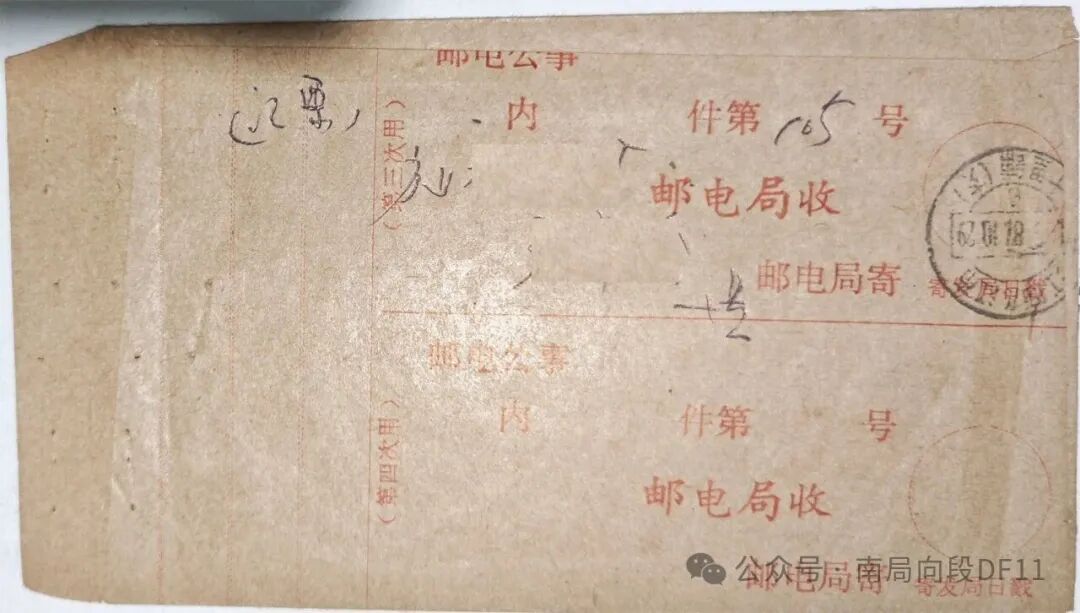 邮电公事
(汇票)
(第三次用)
内 件第 105 号
邮电局收
邮电局寄
寄发局日戳
邮电公事
(第四次用)
内 件第 号
邮电局收
邮电局寄
寄发局日戳
公众号·南局向段DF11